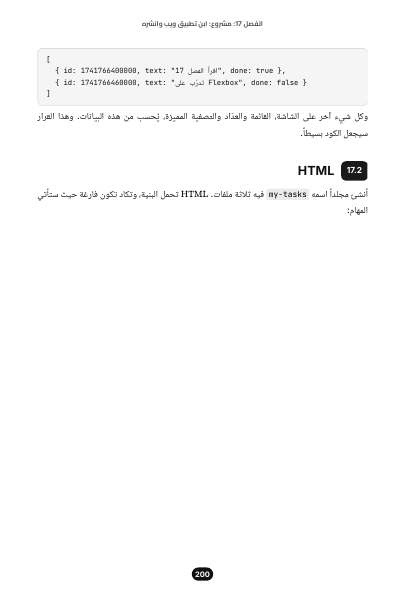 الفصل 17: مشروع: ابنِ تطبيق ويب وانشره
[
{ id: 1741766400000, text: "اقرأ الفصل 17", done: true },
{ id: 1741766460000, text: "تدرّب على Flexbox", done: false }
]
وكل شيء آخر على الشاشة، القائمة والعدّاد والتصفية المميزة، يُحسب من هذه البيانات. وهذا القرار
سيجعل الكود بسيطاً.
17.2 HTML
أنشئ مجلداً اسمه my-tasks فيه ثلاثة ملفات. HTML تحمل البنية، وتكاد تكون فارغة حيث ستأتي
المهام:
200